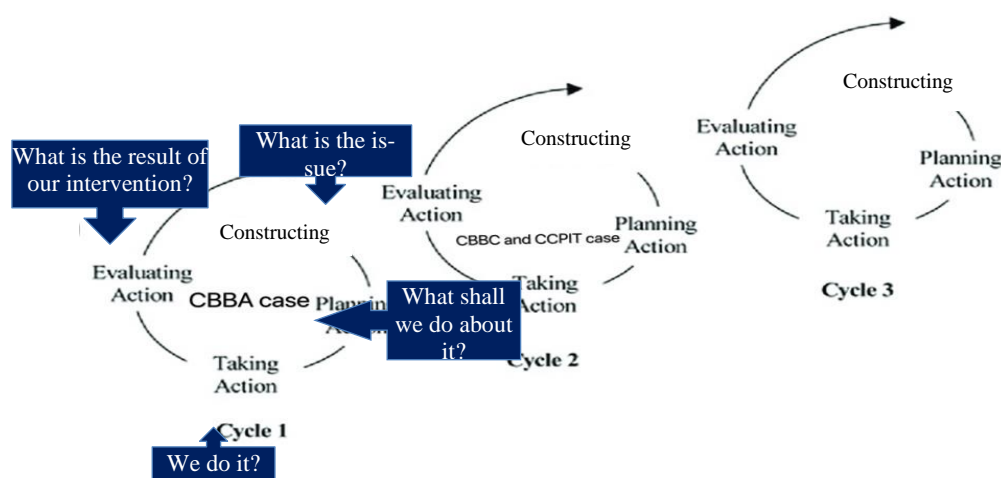 What is the result of
our intervention?
What is the is-
sue?
Constructing
Evaluating
Action
CBBA case
Planning
What shall
we do about
it?
Taking
Action
Cycle 1
We do it?
Constructing
Evaluating
Action
CBBC and CCPIT case
Planning
Action
Taking
Action
Cycle 2
Constructing
Evaluating
Action
Planning
Action
Taking
Action
Cycle 3